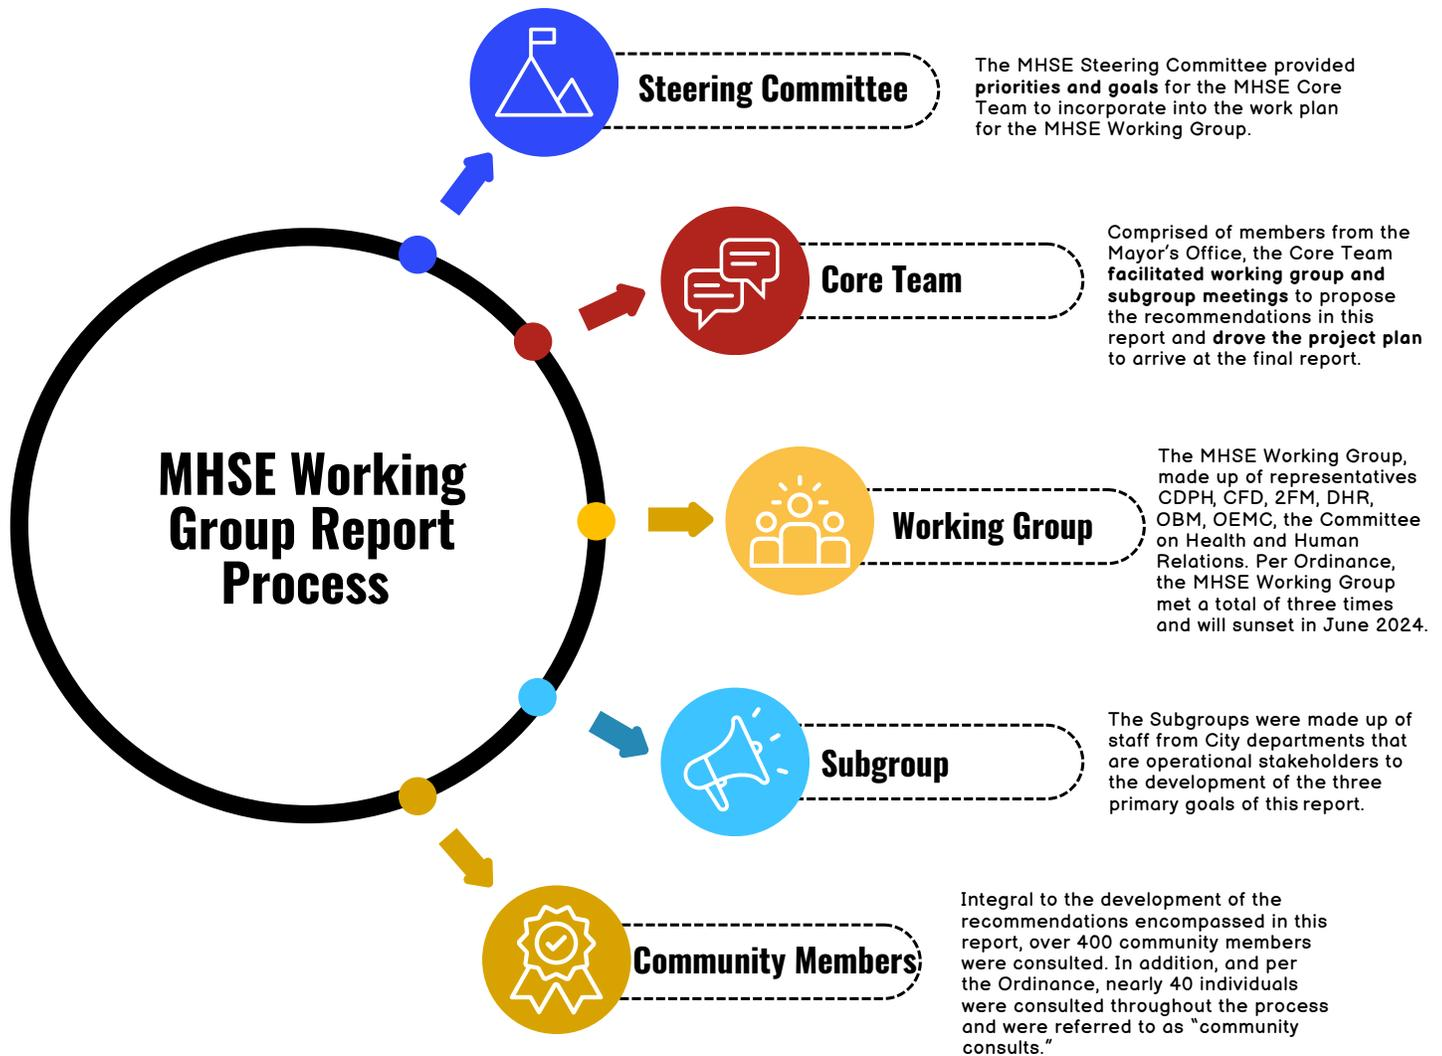 Steering Committee
The MHSE Steering Committee provided
priorities and goals for the MHSE Core
Team to incorporate into the work plan
for the MHSE Working Group.
Core Team
Comprised of members from the
Mayor's Office, the Core Team
facilitated working group and
subgroup meetings to propose
the recommendations in this
report and drove the project plan
to arrive at the final report.
MHSE Working
Group Report
Process
Working Group
The MHSE Working Group,
made up of representatives
CDPH, CFD, 2FM, DHR,
OBM, OEMC, the Committee
on Health and Human
Relations. Per Ordinance,
the MHSE Working Group
met a total of three times
and will sunset in June 2024.
Subgroup
The Subgroups were made up of
staff from City departments that
are operational stakeholders to
the development of the three
primary goals of this report.
Community Members
Integral to the development of the
recommendations encompassed in this
report, over 400 community members
were consulted. In addition, and per
the Ordinance, nearly 40 individuals
were consulted throughout the process
and were referred to as "community
consults."